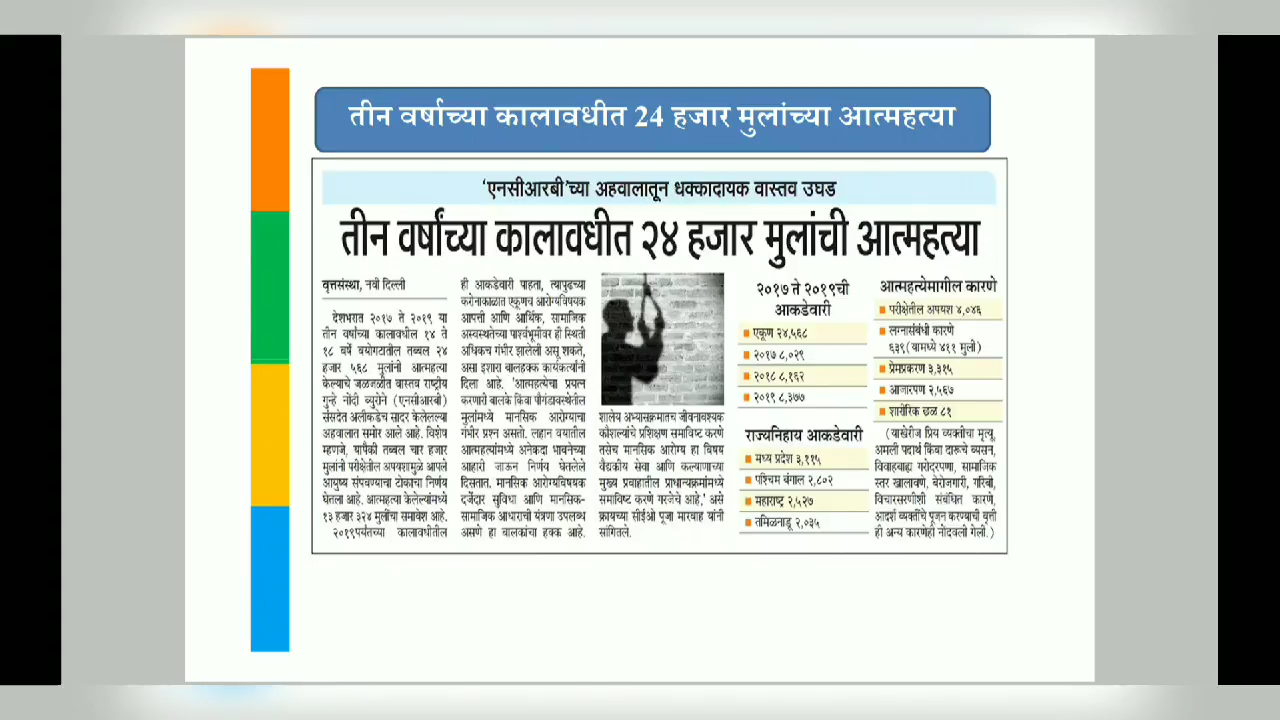 तीन वर्षाच्या कालावधीत 24 हजार मुलांच्या आत्महत्या
'एनसीआरबी'च्या अहवालातून धक्कादायक वास्तव उघड
तीन वर्षांच्या कालावधीत २४ हजार मुलांची आत्महत्या
वृत्तसंस्था, नवी दिल्ली
देशभरात २०१७ ते २०१९ या
तीन वर्षांच्या कालावधील १४ ते
१८ वर्षे वयोगटातील तब्बल २४
हजार ५६८ मुलांनी आत्महत्या
केल्याचे जळजळीत वास्तव राष्ट्रीय
गुन्हे नोंदी ब्युरोने (एनसीआरबी)
संसदेत अलीकडेच सादर केलेलल्या
अहवालात समोर आले आहे. विशेष
म्हणजे, यापैकी तब्बल चार हजार
मुलांनी परीक्षेतील अपयशामुळे आपले
आयुष्य संपवण्याचा टोकाचा निर्णय
घेतला आहे. आत्महत्या केलेल्यांमध्ये
१३ हजार ३२४ मुलींचा समावेश आहे.
२०१९पर्यंतच्या कालावधीतील
ही आकडेवारी पाहता, त्यापुढच्या
करोनाकाळात एकूणच आरोग्यविषयक
आपत्ती आणि आर्थिक, सामाजिक
अस्वस्थतेच्या पार्श्वभूमीवर ही स्थिती
अधिकच गंभीर झालेली असू शकते,
असा इशारा बालहक्क कार्यकर्त्यांनी
दिला आहे. 'आत्महत्येचा प्रयत्न
करणारी बालके किंवा पौगंडावस्थेतील
मुलांमध्ये मानसिक आरोग्याचा
गंभीर प्रश्न असतो. लहान वयातील
आत्महत्यांमध्ये अनेकदा भावनेच्या
आहारी जाऊन निर्णय घेतलेले
दिसतात. मानसिक आरोग्यविषयक
दर्जेदार सुविधा आणि मानसिक-
सामाजिक आधाराची यंत्रणा उपलब्ध
असणे हा बालकांचा हक्क आहे.
शालेय अभ्यासक्रमातच जीवनावश्यक
कौशल्यांचे प्रशिक्षण समाविष्ट करणे
तसेच मानसिक आरोग्य हा विषय
वैद्यकीय सेवा आणि कल्याणाच्या
मुख्य प्रवाहातील प्राधान्यक्रमांमध्ये
समाविष्ट करणे गरजेचे आहे,' असे
क्रायच्या सीईओ पूजा मारवाह यांनी
सांगितले.
२०१७ ते २०१९ची
आकडेवारी
एकूण २४,५६८
२०१७ ८,०२९
२०१८ ८,१६२
२०१९ ८,३७७
राज्यनिहाय आकडेवारी
मध्य प्रदेश ३,११५
पश्चिम बंगाल २,८०२
महाराष्ट्र २,५२७
तमिळनाडू २,०३५
आत्महत्येमागील कारणे
परीक्षेतील अपयश ४,०४६
लग्नासंबंधी कारणे
६३९(यामध्ये ४११ मुली)
प्रेमप्रकरण ३,३१५
आजारपण २,५६७
शारीरिक छळ ८१
(याखेरीज प्रिय व्यक्तीचा मृत्यू,
अमली पदार्थ किंवा दारूचे व्यसन,
विवाहबाह्य गरोदरपणा, सामाजिक
स्तर खालावणे, बेरोजगारी, गरिबी,
विचारसरणीशी संबंधित कारणे,
आदर्श व्यक्तींचे पूजन करण्याची वृत्ती
ही अन्य कारणेही नोंदवली गेली.)